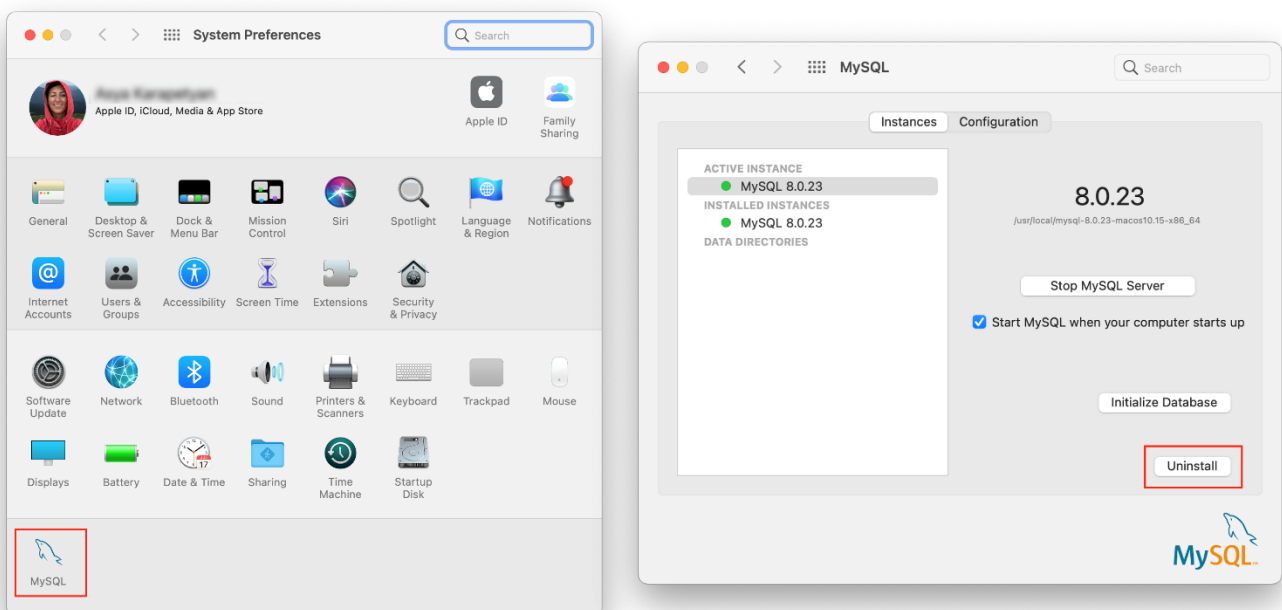 System Preferences
Search
Apple ID, iCloud, Media & App Store
Apple ID
Family
Sharing
General
Desktop &
Screen Saver
Dock &
Menu Bar
Mission
Control
Siri
Spotlight
Language
& Region
Notifications
Internet
Accounts
Users &
Groups
Accessibility
Screen Time
Extensions
Security
& Privacy
Software
Update
Network
Bluetooth
Sound
Printers &
Scanners
Keyboard
Trackpad
Mouse
Displays
Battery
17
Date & Time
Sharing
Time
Machine
Startup
Disk
MySQL
MySQL
Search
Instances
Configuration
ACTIVE INSTANCE
MySQL 8.0.23
INSTALLED INSTANCES
MySQL 8.0.23
DATA DIRECTORIES
8.0.23
/usr/local/mysql-8.0.23-macos10.15-x86_64
Stop MySQL Server
Start MySQL when your computer starts up
Initialize Database
Uninstall
MySQL